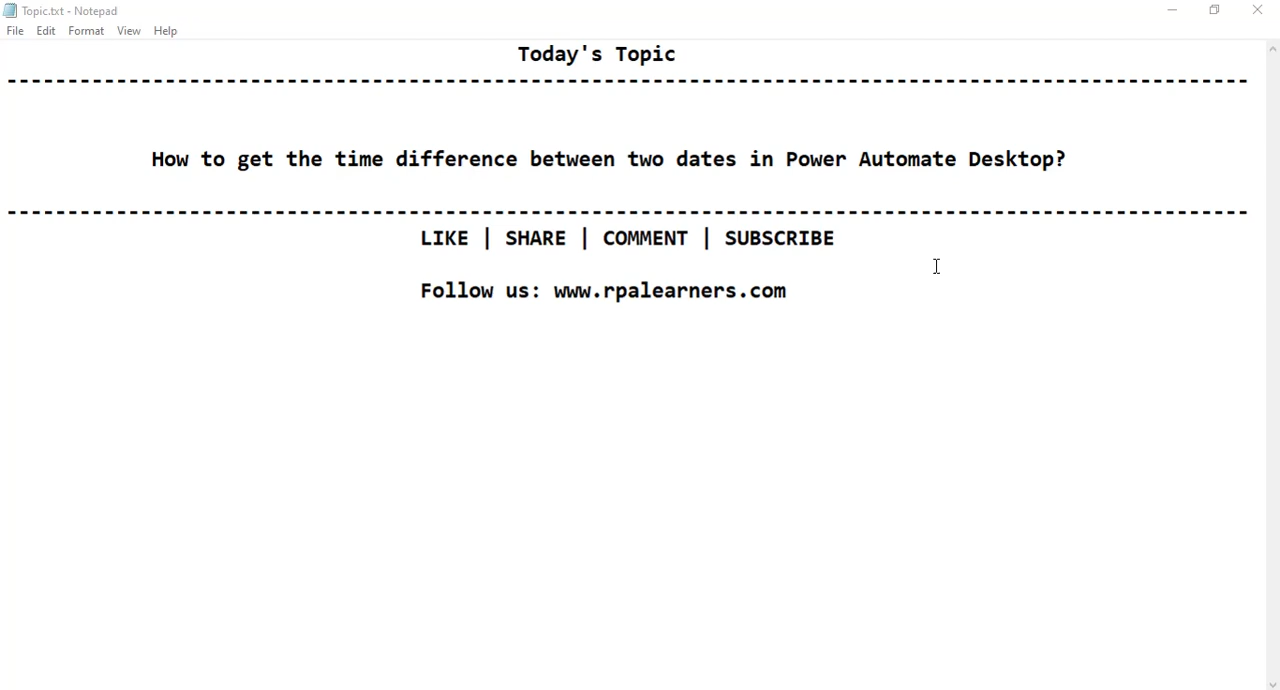 Topic.txt - Notepad
File Edit Format View Help
Today's Topic
------------------------------------------------------------------------------------------------------
How to get the time difference between two dates in Power Automate Desktop?
------------------------------------------------------------------------------------------------------
LIKE | SHARE | COMMENT | SUBSCRIBE
Follow us: www.rpalearners.com